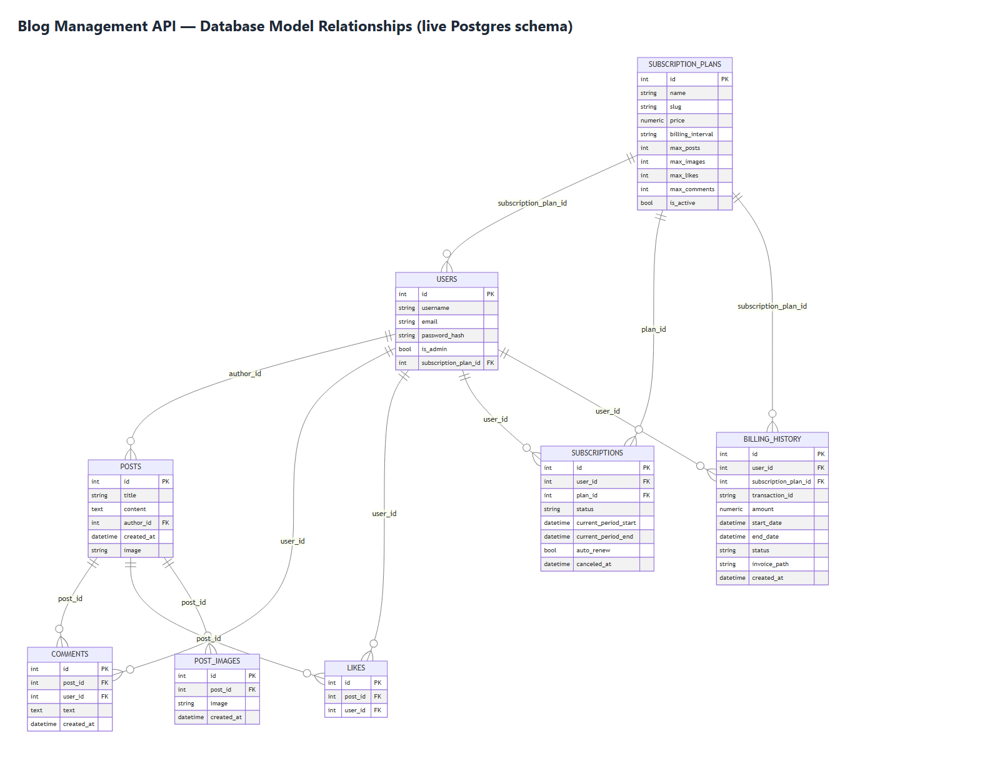 Blog Management API — Database Model Relationships (live Postgres schema)
SUBSCRIPTION_PLANS
int id PK
string name
string slug
numeric price
string billing_interval
int max_posts
int max_images
int max_likes
int max_comments
bool is_active
subscription_plan_id
subscription_plan_id
plan_id
USERS
int id PK
string username
string email
string password_hash
bool is_admin
int subscription_plan_id FK
author_id
user_id
user_id
user_id
user_id
POSTS
int id PK
string title
text content
int author_id FK
datetime created_at
string image
SUBSCRIPTIONS
int id PK
int user_id FK
int plan_id FK
string status
datetime current_period_start
datetime current_period_end
bool auto_renew
datetime canceled_at
BILLING_HISTORY
int id PK
int user_id FK
int subscription_plan_id FK
string transaction_id
numeric amount
datetime start_date
datetime end_date
string status
string invoice_path
datetime created_at
post_id
post_id
post_id
COMMENTS
int id PK
int post_id FK
int user_id FK
text text
datetime created_at
POST_IMAGES
int id PK
int post_id FK
string image
datetime created_at
LIKES
int id PK
int post_id FK
int user_id FK